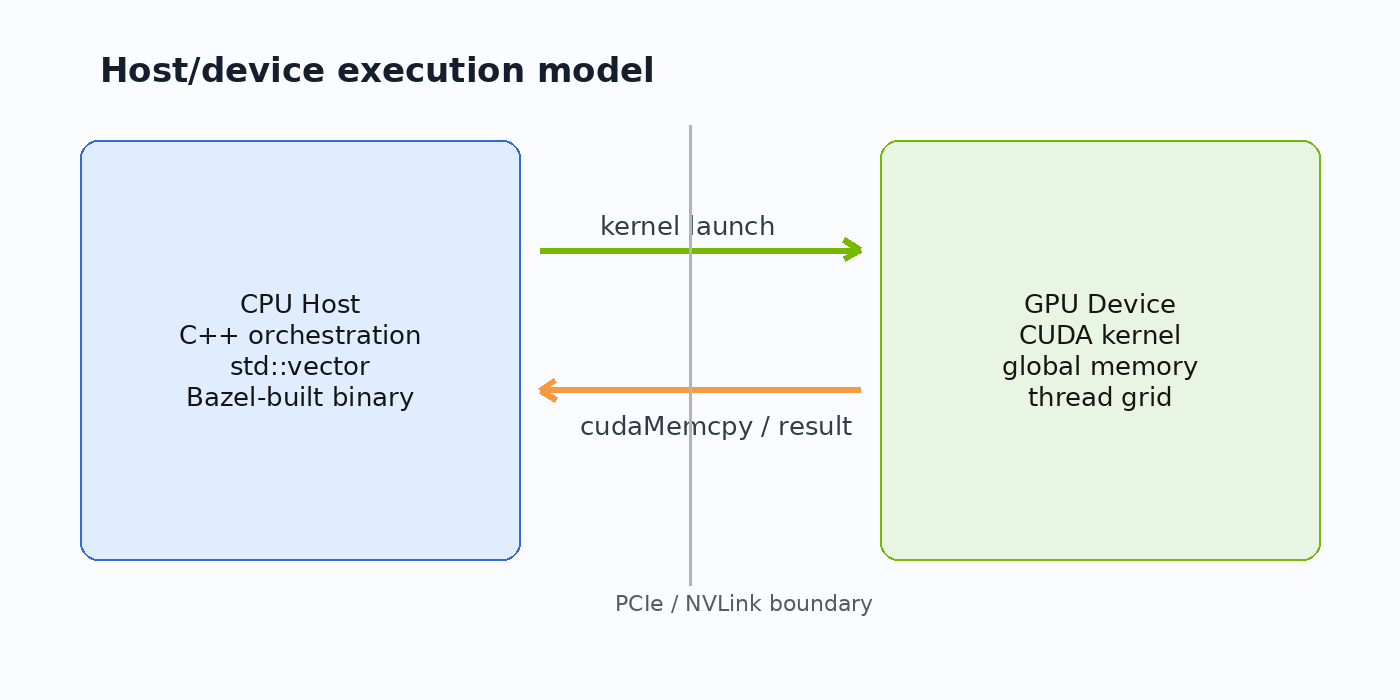 Host/device execution model
kernel launch
CPU Host
C++ orchestration
std::vector
Bazel-built binary
GPU Device
CUDA kernel
global memory
thread grid
cudaMemcpy / result
PCIe / NVLink boundary